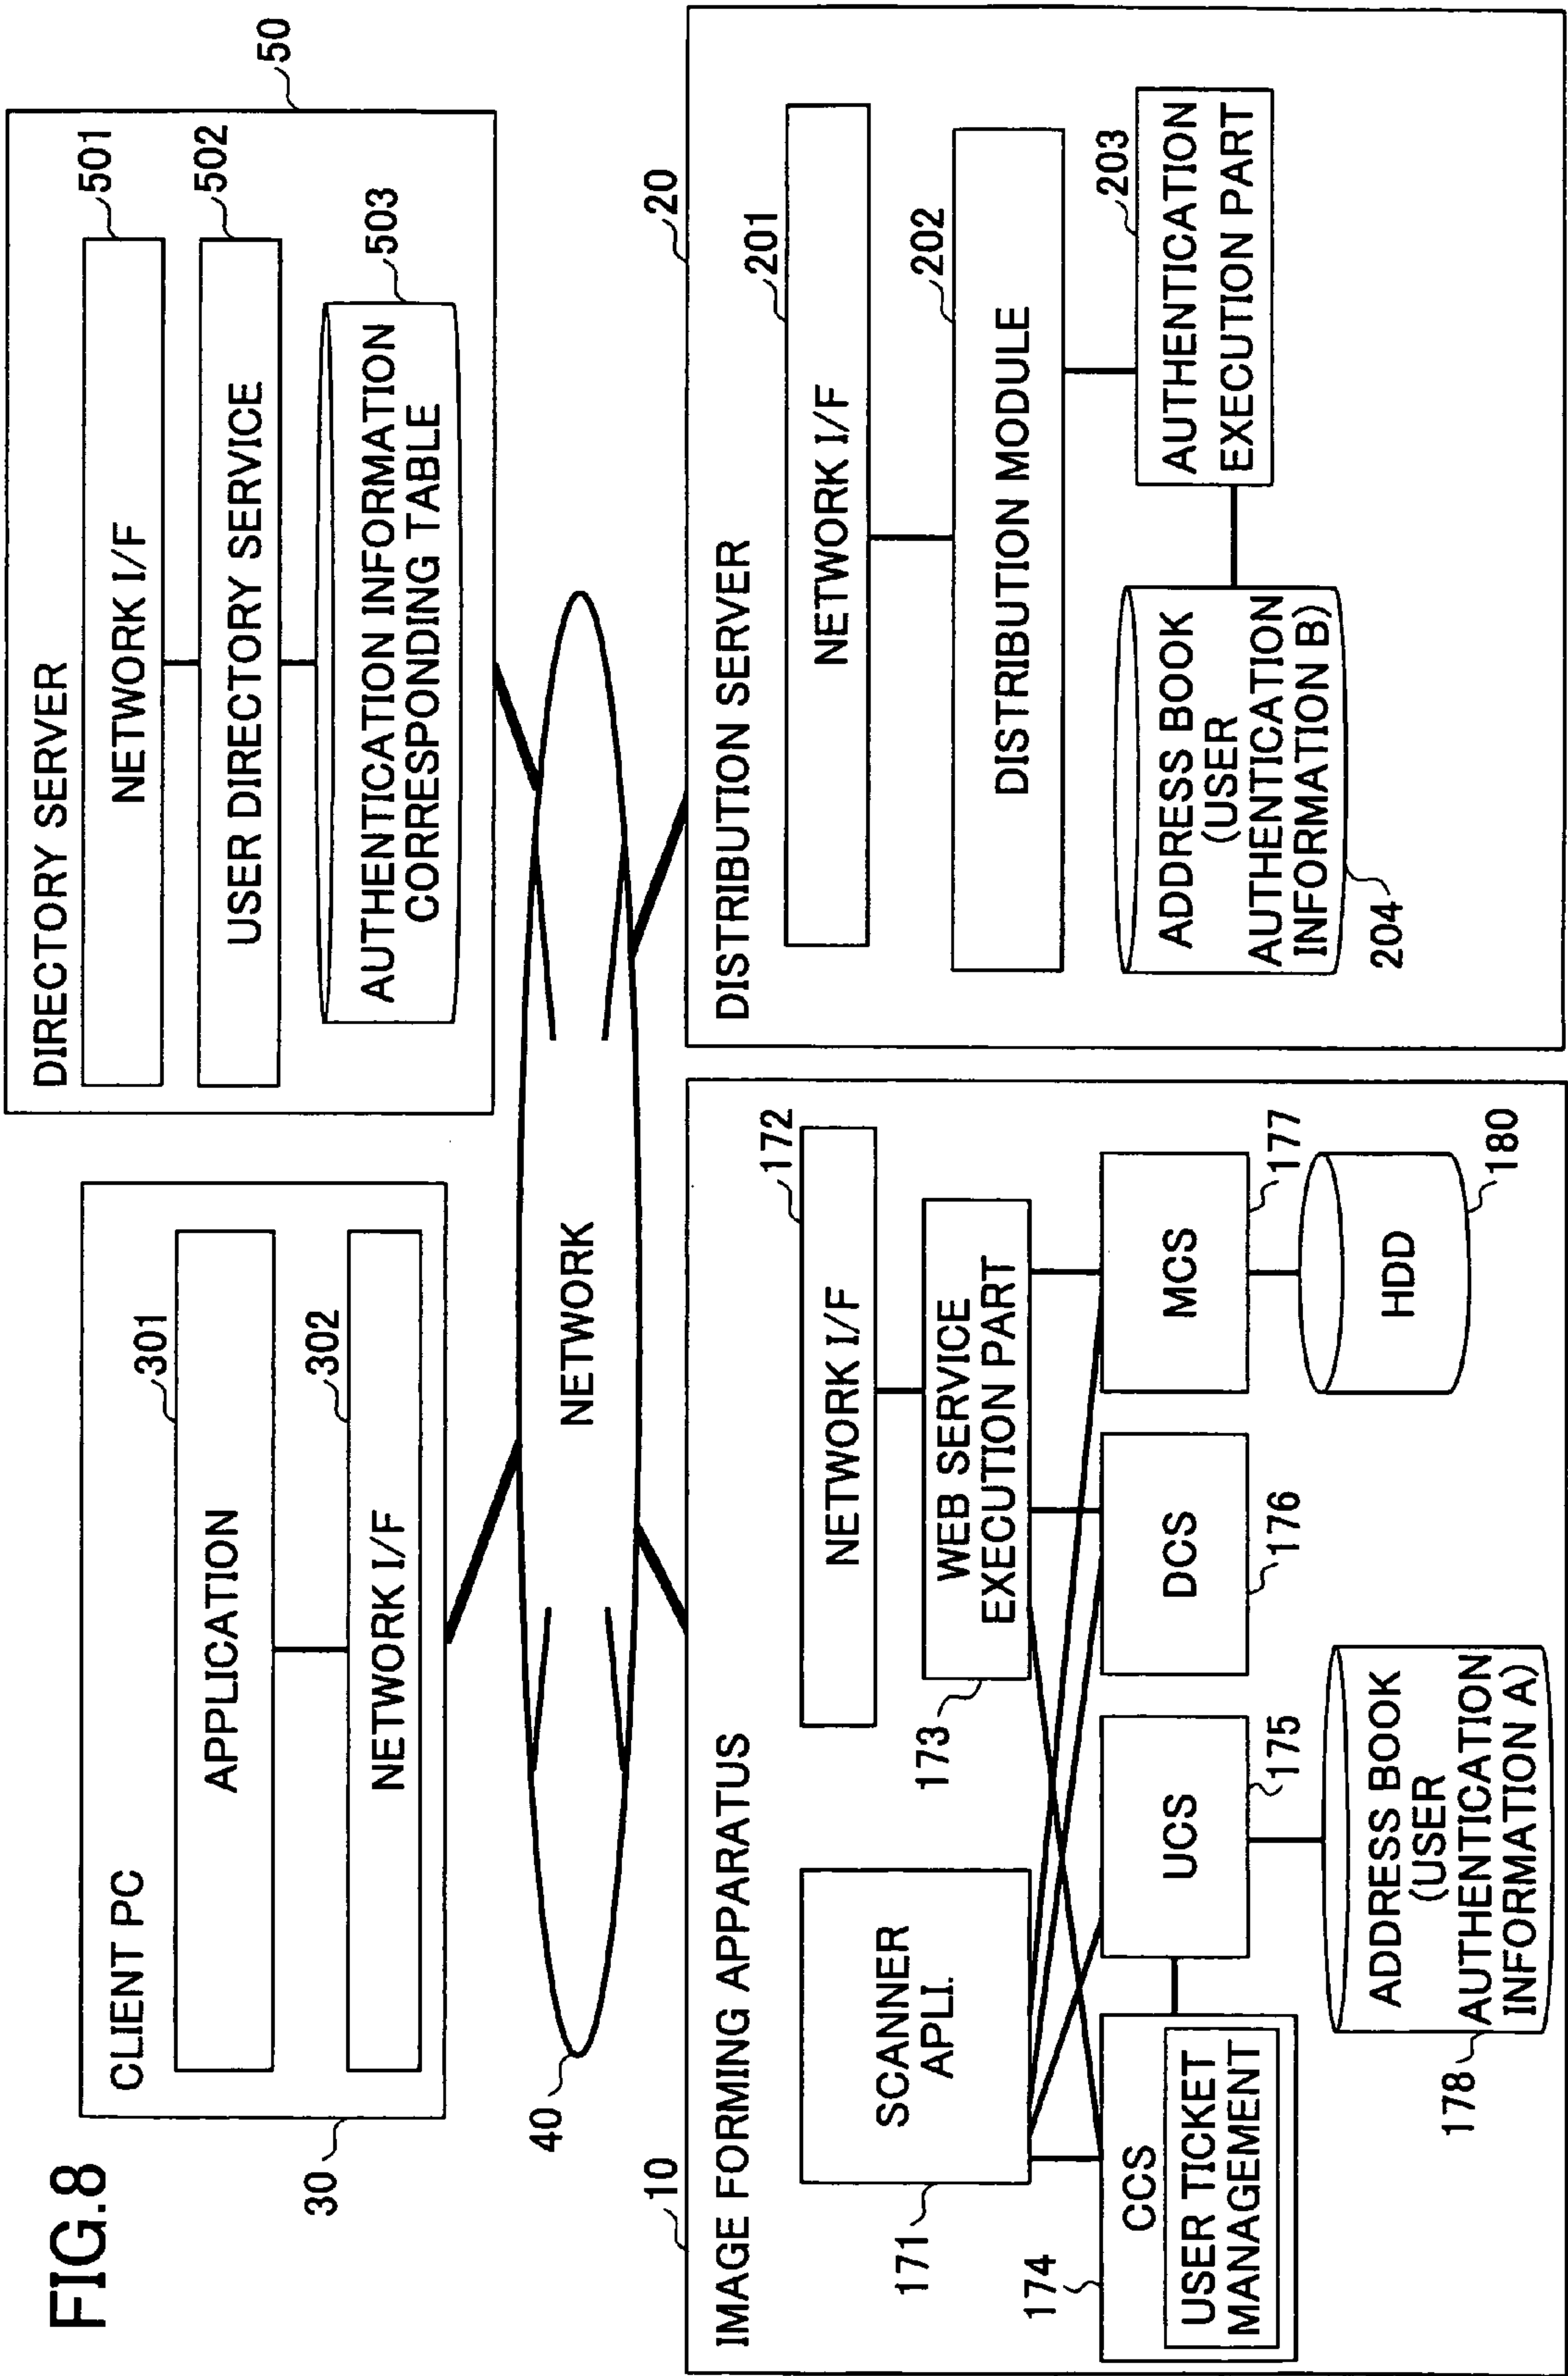 FIG.8
CLIENT PC
30
APPLICATION
301
NETWORK I/F
302
DIRECTORY SERVER
50
NETWORK I/F
501
USER DIRECTORY SERVICE
502
AUTHENTICATION INFORMATION
CORRESPONDING TABLE
503
NETWORK
40
IMAGE FORMING APPARATUS
10
SCANNER
APLI.
171
NETWORK I/F
172
WEB SERVICE
EXECUTION PART
173
CCS
USER TICKET
MANAGEMENT
174
UCS
175
DCS
176
MCS
177
ADDRESS BOOK
(USER
AUTHENTICATION
INFORMATION A)
178
HDD
180
DISTRIBUTION SERVER
20
NETWORK I/F
201
DISTRIBUTION MODULE
202
ADDRESS BOOK
(USER
AUTHENTICATION
INFORMATION B)
204
AUTHENTICATION
EXECUTION PART
203